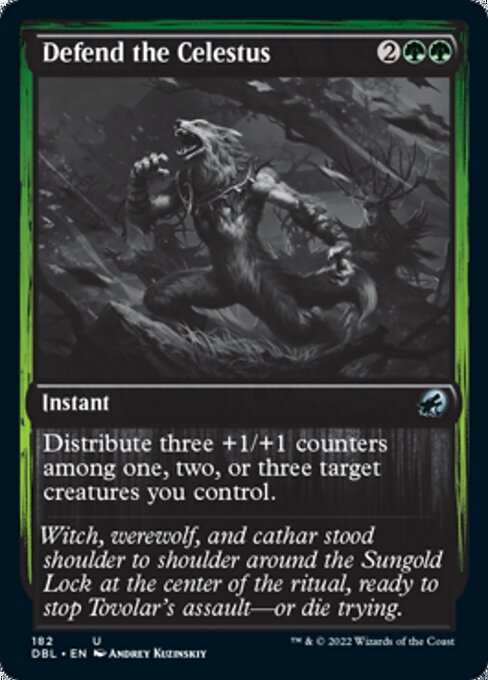 Defend the Celestus 2
Instant
Distribute three +1/+1 counters
among one, two, or three target
creatures you control.
Witch, werewolf, and cathar stood
shoulder to shoulder around the Sungold
Lock at the center of the ritual, ready to
stop Tovolar's assault—or die trying.
182 U
DBL • EN Andrey Kuzinskiy
™ & © 2022 Wizards of the Coast